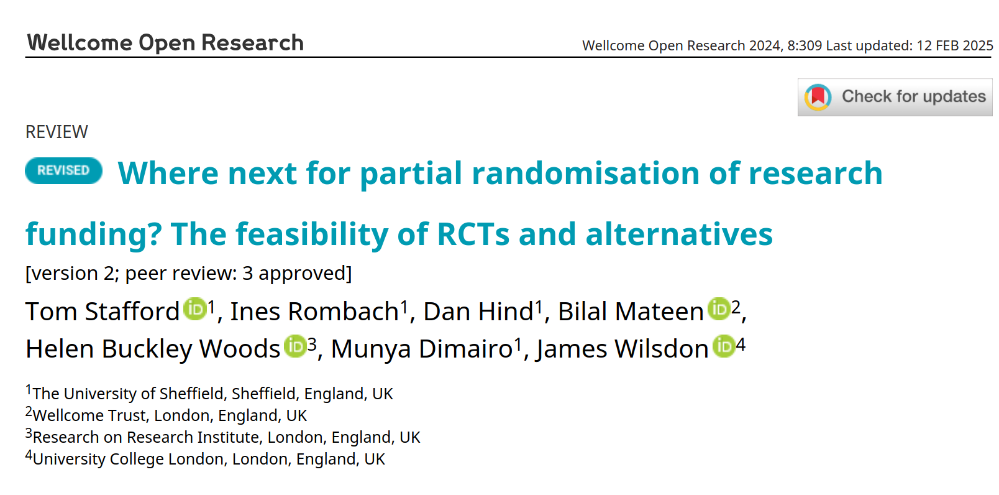 Wellcome Open Research
Wellcome Open Research 2024, 8:309 Last updated: 12 FEB 2025
Check for updates
REVIEW
REVISED Where next for partial randomisation of research
funding? The feasibility of RCTs and alternatives
[version 2; peer review: 3 approved]
Tom Stafford iD1, Ines Rombach1, Dan Hind1, Bilal Mateen iD2,
Helen Buckley Woods iD3, Munya Dimairo1, James Wilsdon iD4
1The University of Sheffield, Sheffield, England, UK
2Wellcome Trust, London, England, UK
3Research on Research Institute, London, England, UK
4University College London, London, England, UK